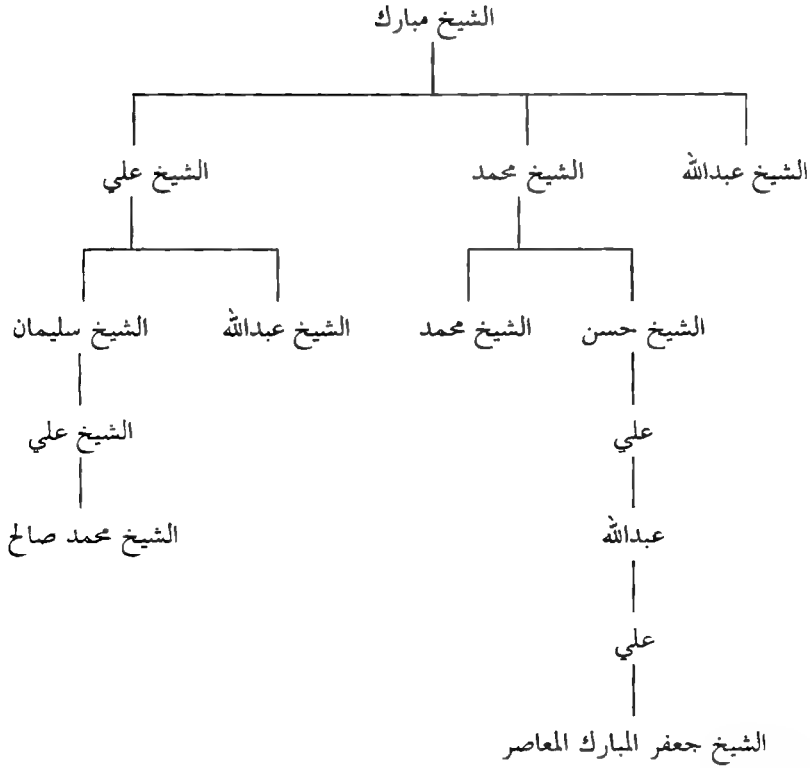 الشيخ مبارك
الشيخ عبدالله
الشيخ محمد
الشيخ علي
الشيخ حسن
الشيخ محمد
الشيخ عبدالله
الشيخ سليمان
علي
الشيخ علي
عبدالله
الشيخ محمد صالح
علي
الشيخ جعفر المبارك المعاصر